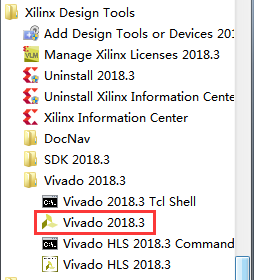 Xilinx Design Tools
Add Design Tools or Devices 201
Manage Xilinx Licenses 2018.3
Uninstall 2018.3
Uninstall Xilinx Information Cente
Xilinx Information Center
DocNav
SDK 2018.3
Vivado 2018.3
Vivado 2018.3 Tcl Shell
Vivado 2018.3
Vivado HLS 2018.3 Command
Vivado HLS 2018.3